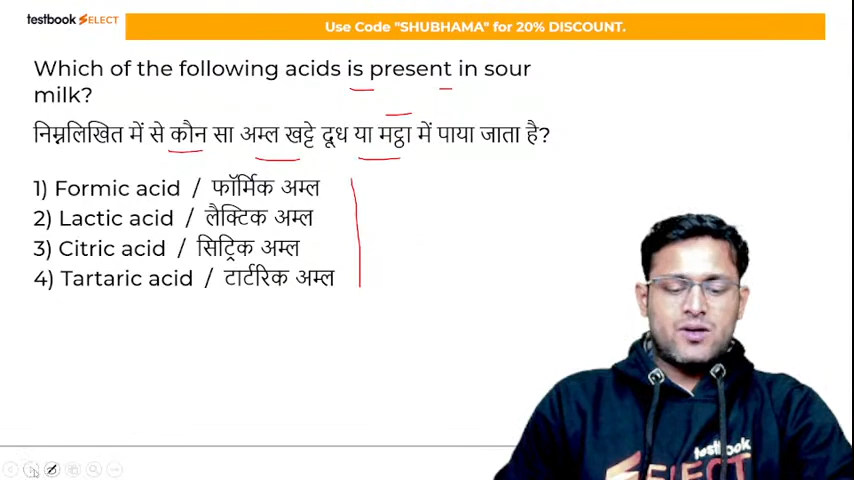 testbook SELECT
Use Code "SHUBHAMA" for 20% DISCOUNT.
Which of the following acids is present in sour
milk?
निम्नलिखित में से कौन सा अम्ल खट्टे दूध या मट्ठा में पाया जाता है?
1) Formic acid / फॉर्मिक अम्ल
2) Lactic acid / लैक्टिक अम्ल
3) Citric acid / सिट्रिक अम्ल
4) Tartaric acid / टार्टरिक अम्ल
testbook
SELECT